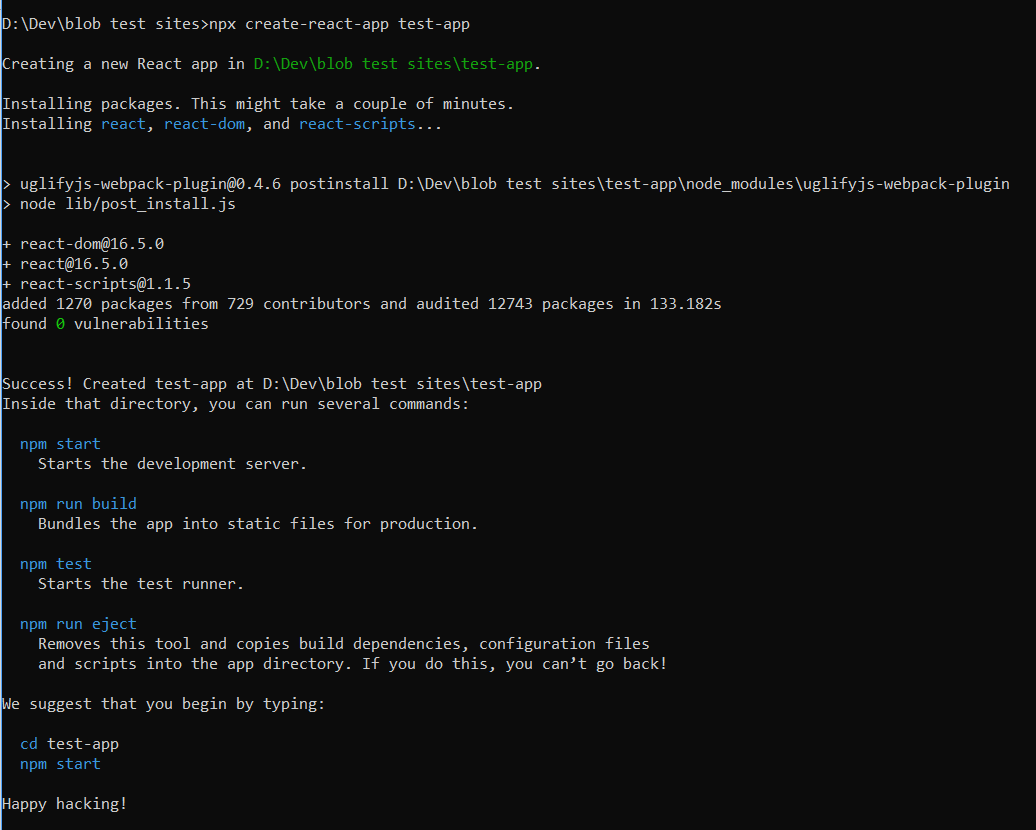 D:\Dev\blob test sites>npx create-react-app test-app
Creating a new React app in D:\Dev\blob test sites\test-app.
Installing packages. This might take a couple of minutes.
Installing react, react-dom, and react-scripts...
> uglifyjs-webpack-plugin@0.4.6 postinstall D:\Dev\blob test sites\test-app\node_modules\uglifyjs-webpack-plugin
> node lib/post_install.js
+ react-dom@16.5.0
+ react@16.5.0
+ react-scripts@1.1.5
added 1270 packages from 729 contributors and audited 12743 packages in 133.182s
found 0 vulnerabilities
Success! Created test-app at D:\Dev\blob test sites\test-app
Inside that directory, you can run several commands:
npm start
Starts the development server.
npm run build
Bundles the app into static files for production.
npm test
Starts the test runner.
npm run eject
Removes this tool and copies build dependencies, configuration files
and scripts into the app directory. If you do this, you can’t go back!
We suggest that you begin by typing:
cd test-app
npm start
Happy hacking!